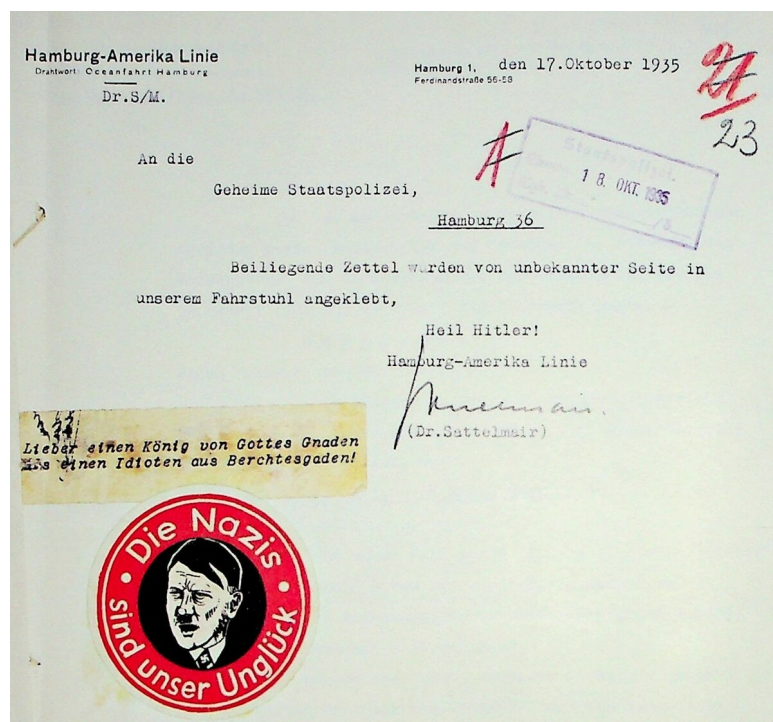 Hamburg-Amerika Linie
Drahtwort: Oceanfahrt Hamburg
Dr.S/M.
Hamburg 1, den 17.Oktober 1935
Ferdinandstraße 56-58
21
23
An die
Geheime Staatspolizei,
Hamburg 36
Staatspolizei.
18. OKT. 1935
Beiliegende Zettel wurden von unbekannter Seite in
unserem Fahrstuhl angeklebt,
Heil Hitler!
Hamburg-Amerika Linie
(Dr.Sattelmair)
Lieber einen König von Gottes Gnaden
als einen Idioten aus Berchtesgaden!
Die Nazis
sind unser Unglück